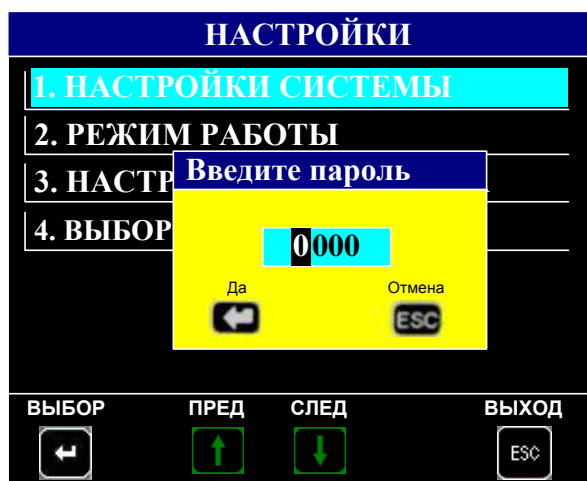 НАСТРОЙКИ
1. НАСТРОЙКИ СИСТЕМЫ
2. РЕЖИМ РАБОТЫ
3.
4. ВЫБОР
Введите пароль
0000
Да Отмена
ESC
ВЫБОР ПРЕД СЛЕД ВЫХОД
ESC